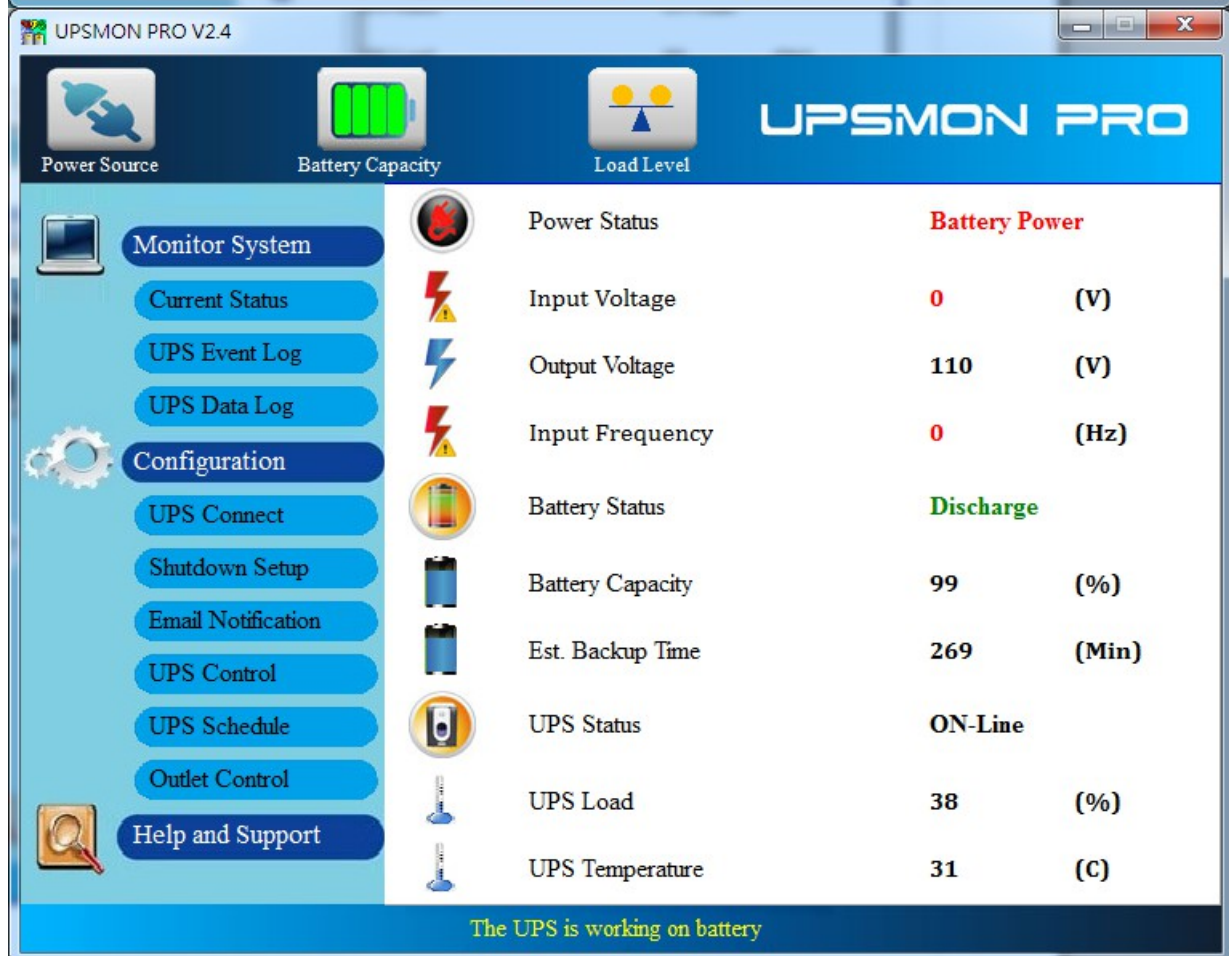 UPSMON PRO V2.4
UPSMON PRO
Power Source
Battery Capacity
Load Level
Monitor System
Current Status
UPS Event Log
UPS Data Log
Configuration
UPS Connect
Shutdown Setup
Email Notification
UPS Control
UPS Schedule
Outlet Control
Help and Support
Power Status Battery Power
Input Voltage 0 (V)
Output Voltage 110 (V)
Input Frequency 0 (Hz)
Battery Status Discharge
Battery Capacity 99 (%)
Est. Backup Time 269 (Min)
UPS Status ON-Line
UPS Load 38 (%)
UPS Temperature 31 (C)
The UPS is working on battery